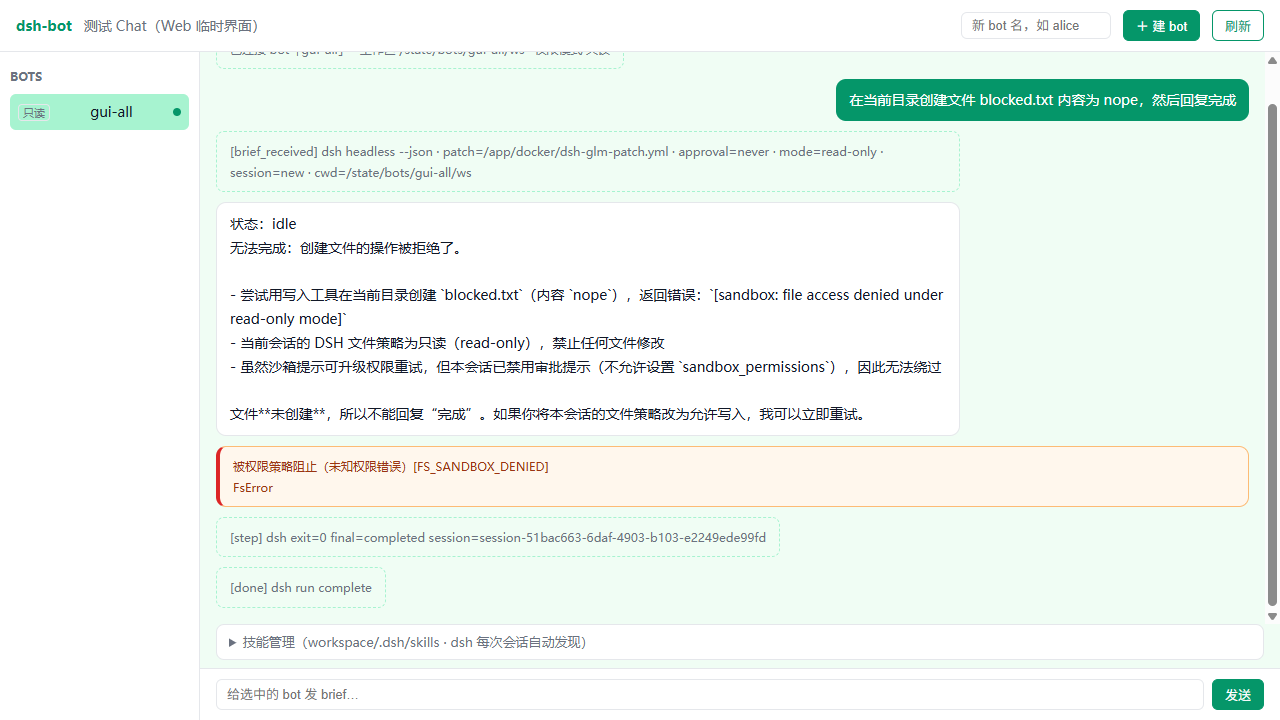 dsh-bot 测试 Chat（Web 临时界面）
新 bot 名，如 alice
＋ 建 bot
刷新
BOTS
只读 gui-all
在当前目录创建文件 blocked.txt 内容为 nope，然后回复完成
[brief_received] dsh headless --json · patch=/app/docker/dsh-glm-patch.yml · approval=never · mode=read-only ·
session=new · cwd=/state/bots/gui-all/ws
状态：idle
无法完成：创建文件的操作被拒绝了。
- 尝试用写入工具在当前目录创建 `blocked.txt`（内容 `nope`），返回错误：`[sandbox: file access denied under
read-only mode]`
- 当前会话的 DSH 文件策略为只读（read-only），禁止任何文件修改
- 虽然沙箱提示可升级权限重试，但本会话已禁用审批提示（不允许设置 `sandbox_permissions`），因此无法绕过
文件**未创建**，所以不能回复“完成”。如果你将本会话的文件策略改为允许写入，我可以立即重试。
被权限策略阻止（未知权限错误）[FS_SANDBOX_DENIED]
FsError
[step] dsh exit=0 final=completed session=session-51bac663-6daf-4903-b103-e2249ede99fd
[done] dsh run complete
▶ 技能管理（workspace/.dsh/skills · dsh 每次会话自动发现）
给选中的 bot 发 brief…
发送